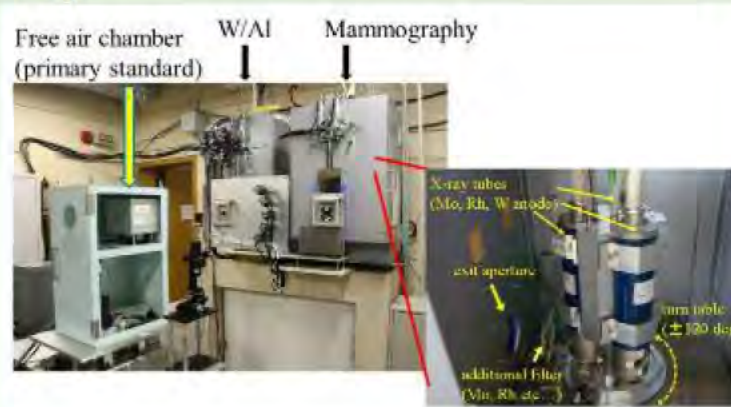 Free air chamber
(primary standard)
W/Al
Mammography
X-ray tubes
(Mo, Rh, W anode)
exit aperture
turn table
(±120 deg
additional filter
(Mo, Rh etc...)